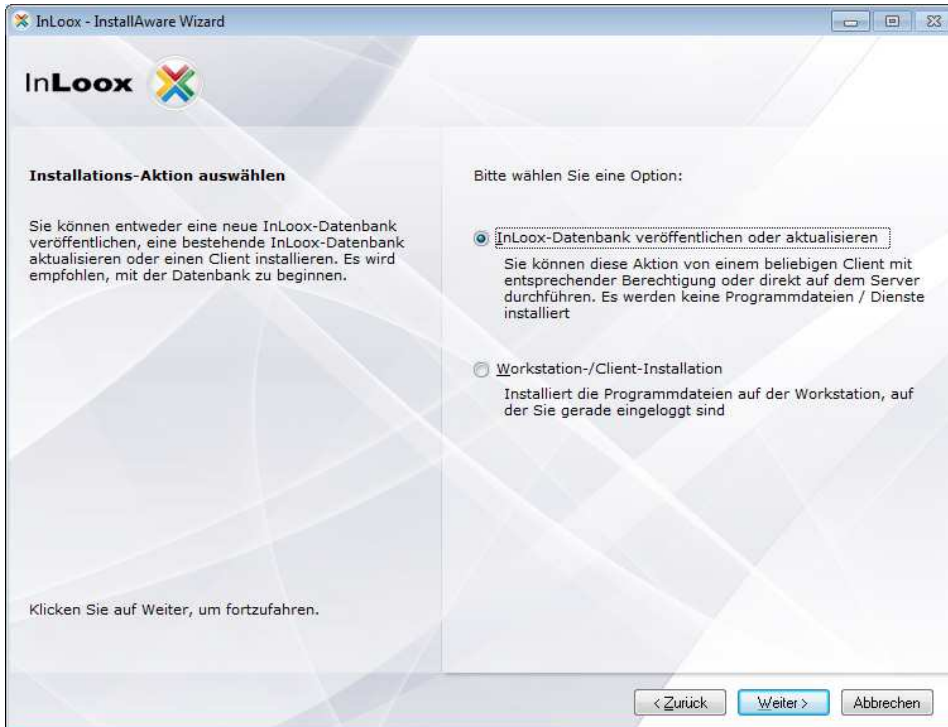 InLoox - InstallAware Wizard
InLoox
Installations-Aktion auswählen
Sie können entweder eine neue InLoox-Datenbank
veröffentlichen, eine bestehende InLoox-Datenbank
aktualisieren oder einen Client installieren. Es wird
empfohlen, mit der Datenbank zu beginnen.
Klicken Sie auf Weiter, um fortzufahren.
Bitte wählen Sie eine Option:
InLoox-Datenbank veröffentlichen oder aktualisieren
Sie können diese Aktion von einem beliebigen Client mit
entsprechender Berechtigung oder direkt auf dem Server
durchführen. Es werden keine Programmdateien / Dienste
installiert
Workstation-/Client-Installation
Installiert die Programmdateien auf der Workstation, auf
der Sie gerade eingeloggt sind
< Zurück
Weiter >
Abbrechen